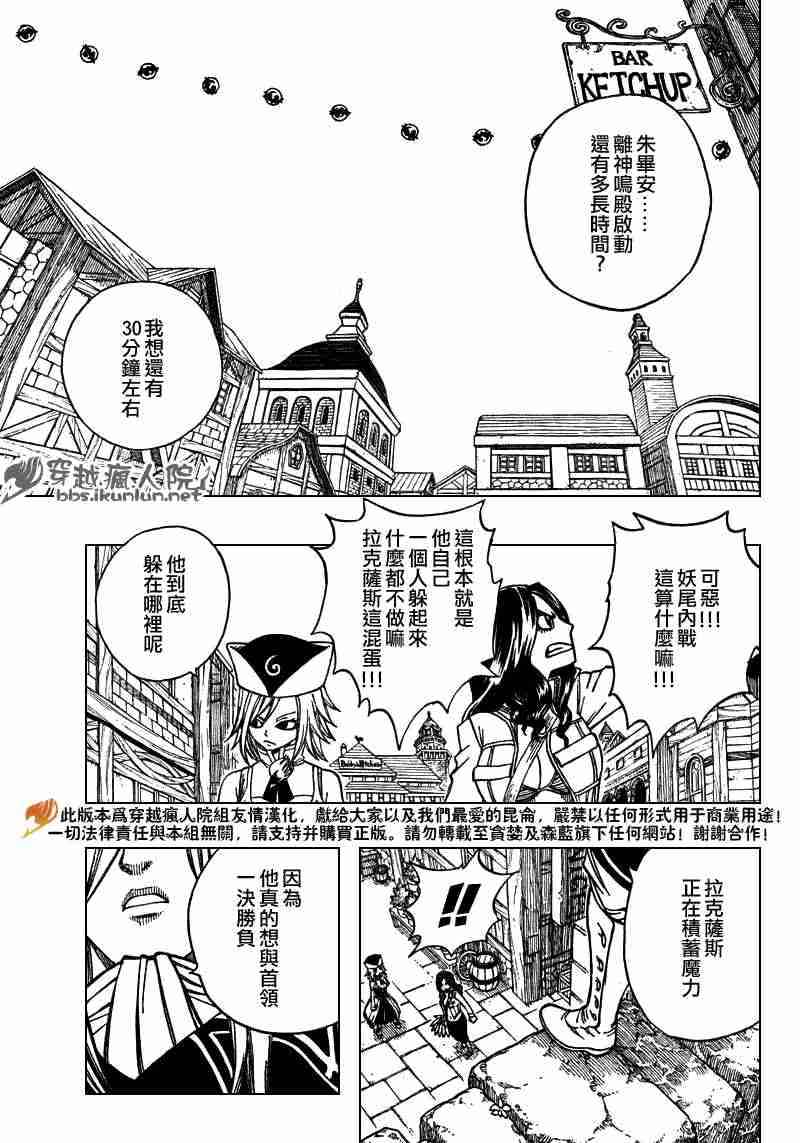 BAR
KETCHUP
朱畢安……
離神鳴殿啟動
還有多長時間？
我想還有
30分鐘左右
穿越瘋人院
bbs.ikunlun.net
可惡!!!
妖尾內戰
這算什麼嘛!!!
這根本就是
他自己
一個人躲起來
什麼都不做嘛
拉克薩斯這混蛋!!!
他到底
躲在哪裡呢
此版本爲穿越瘋人院組友情漢化，獻給大家以及我們最愛的昆侖，嚴禁以任何形式用于商業用途！
一切法律責任與本組無關，請支持并購買正版。請勿轉載至貪婪及森藍旗下任何網站！謝謝合作！
拉克薩斯
正在積蓄魔力
!!
因為
他真的想與首領
一決勝負